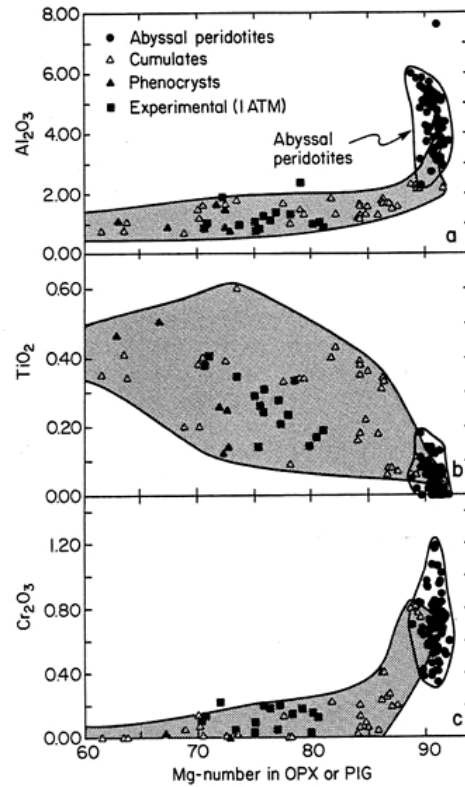 8.00
Abyssal peridotites
Cumulates
Phenocrysts
6.00
Experimental (1 ATM)
Al2O3
4.00
Abyssal
peridotites
2.00
a
0.00
0.60
TiO2
0.40
0.20
b
0.00
1.20
Cr2O3
0.80
0.40
c
0.00
60 70 80 90
Mg-number in OPX or PIG